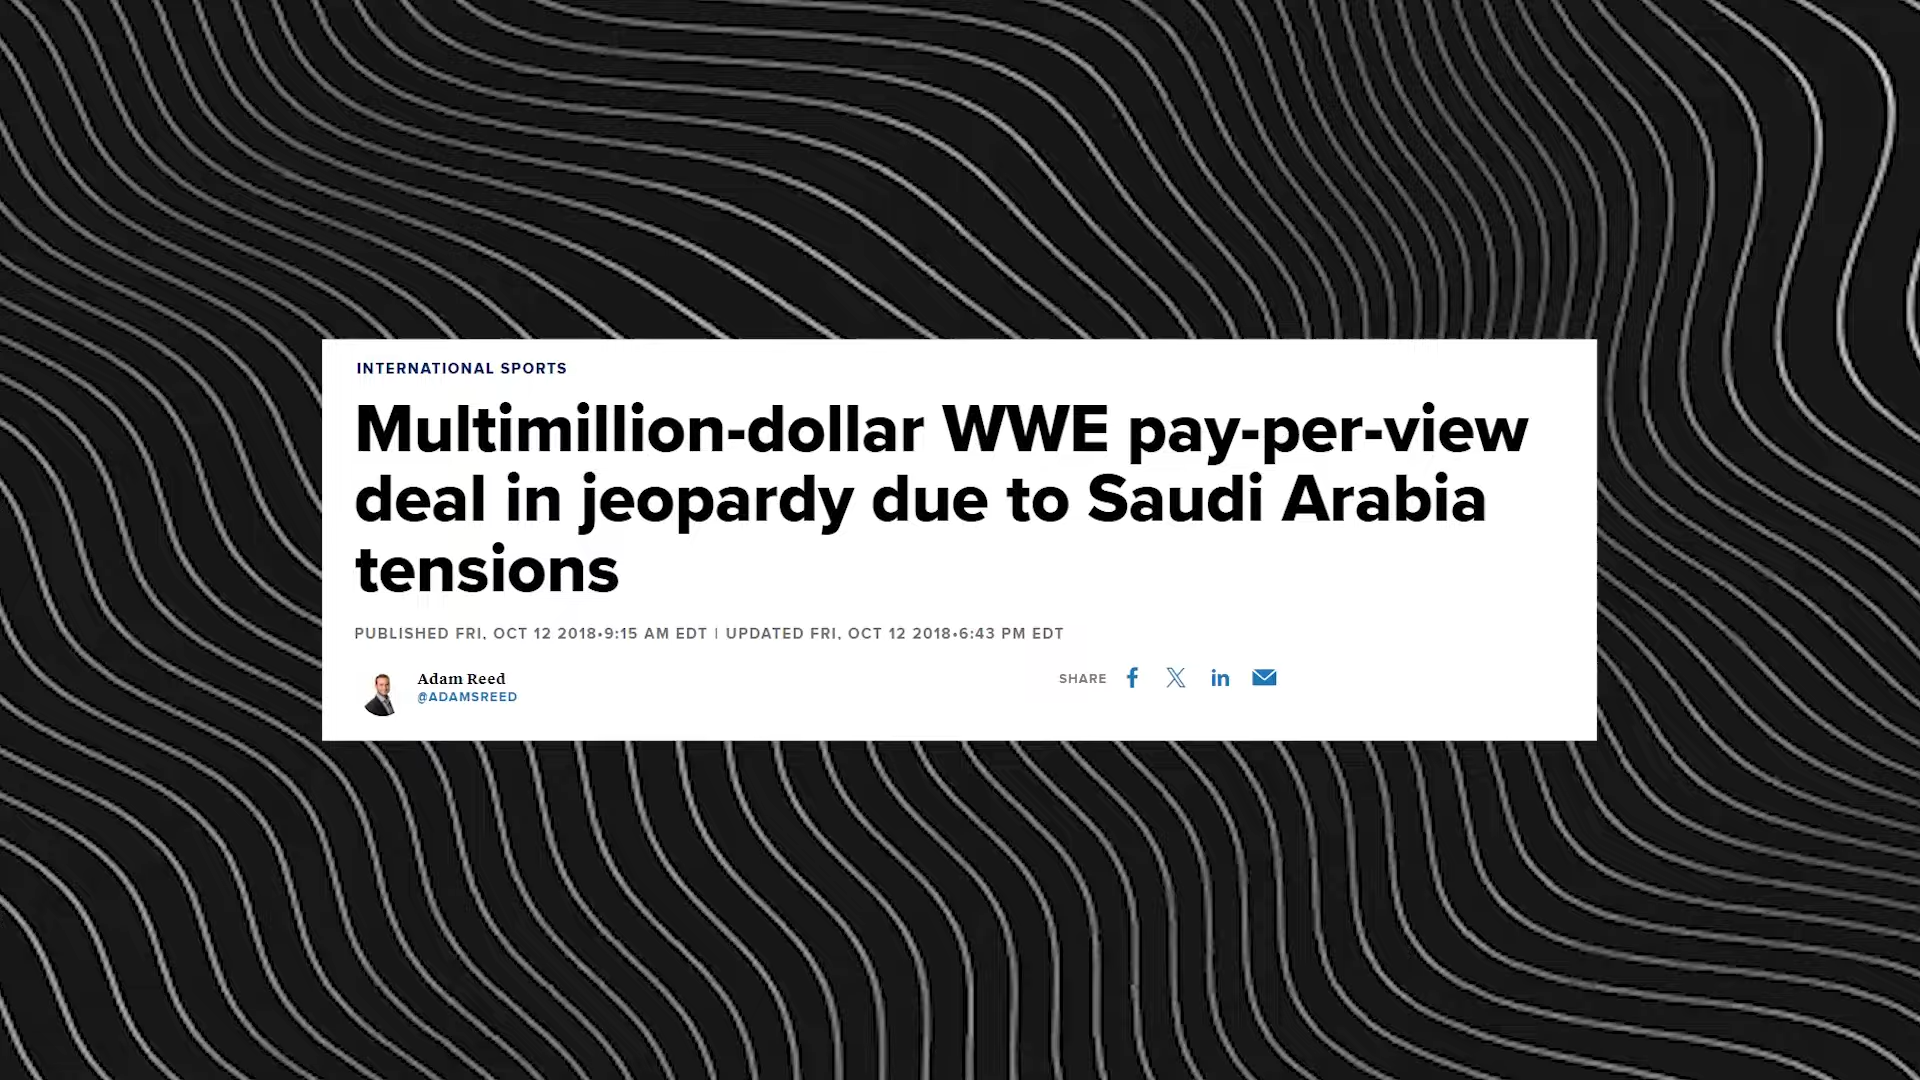 INTERNATIONAL SPORTS
Multimillion-dollar WWE pay-per-view
deal in jeopardy due to Saudi Arabia
tensions
PUBLISHED FRI, OCT 12 2018•9:15 AM EDT | UPDATED FRI, OCT 12 2018•6:43 PM EDT
Adam Reed
@ADAMSREED
SHARE